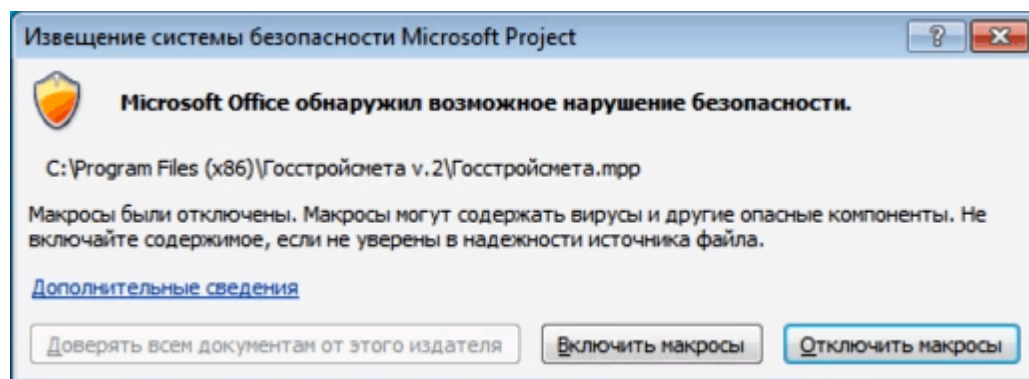 Извещение системы безопасности Microsoft Project
Microsoft Office обнаружил возможное нарушение безопасности.
C:\Program Files (x86)\Госстройсмета v.2\Госстройсмета.mpp
Макросы были отключены. Макросы могут содержать вирусы и другие опасные компоненты. Не
включайте содержимое, если не уверены в надежности источника файла.
Дополнительные сведения
Доверять всем документам от этого издателя Включить макросы Отключить макросы